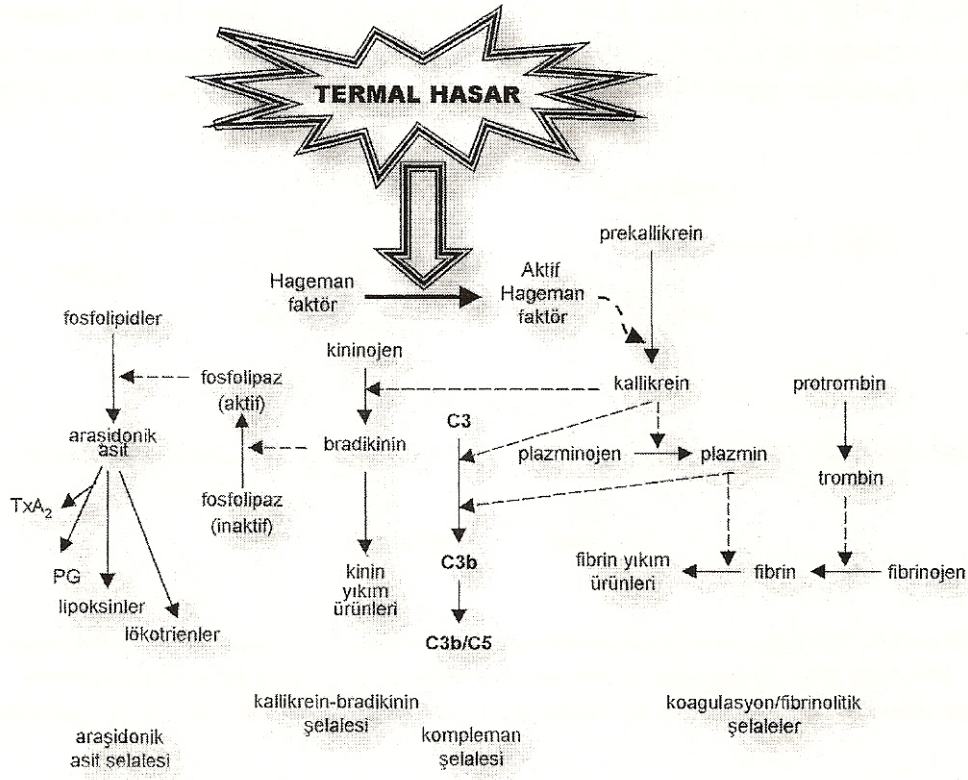 TERMAL HASAR
prekallikrein
Hageman
faktör
Aktif
Hageman
faktör
fosfolipidler
kininojen
fosfolipaz
(aktif)
kallikrein
protrombin
araşidonik
asit
bradikinin
C3
plazminojen
plazmin
trombin
TxA2
fosfolipaz
(inaktif)
PG
lipoksinler
lökotrienler
kinin
yıkım
ürünleri
C3b
fibrin yıkım
ürünleri
fibrin
fibrinojen
C3b/C5
kallikrein-bradikinin
şelalesi
koagulasyon/fibrinolitik
şelaleler
araşidonik
asit şelalesi
kompleman
şelalesi